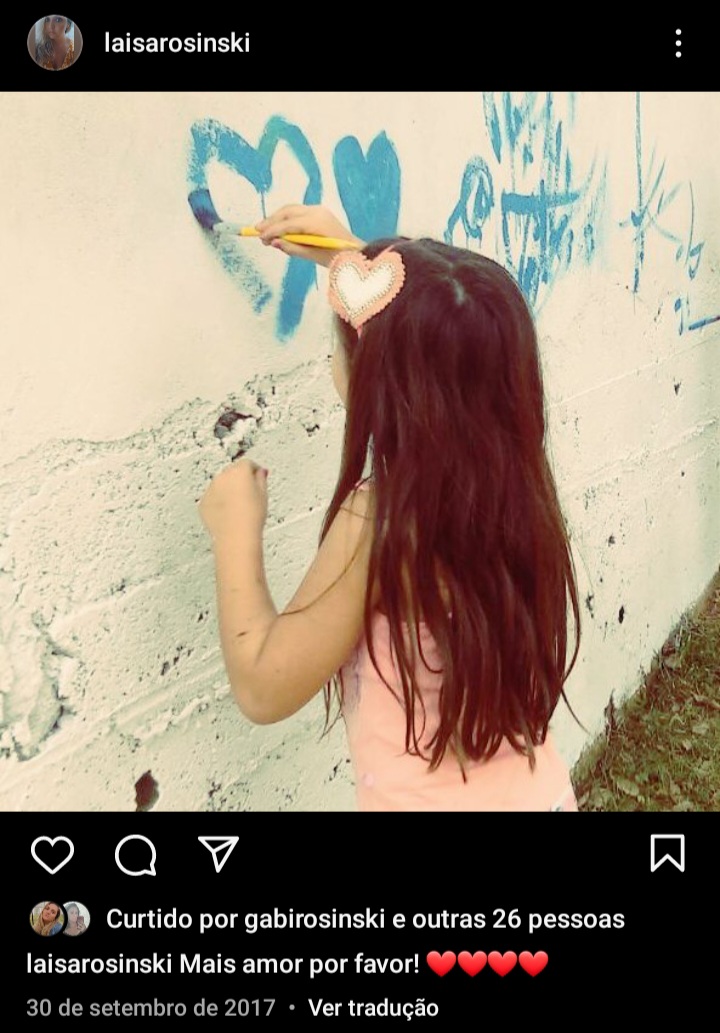 laisarosinski
Curtido por gabirosinski e outras 26 pessoas
laisarosinski Mais amor por favor! ❤️❤️❤️❤️
30 de setembro de 2017 • Ver tradução